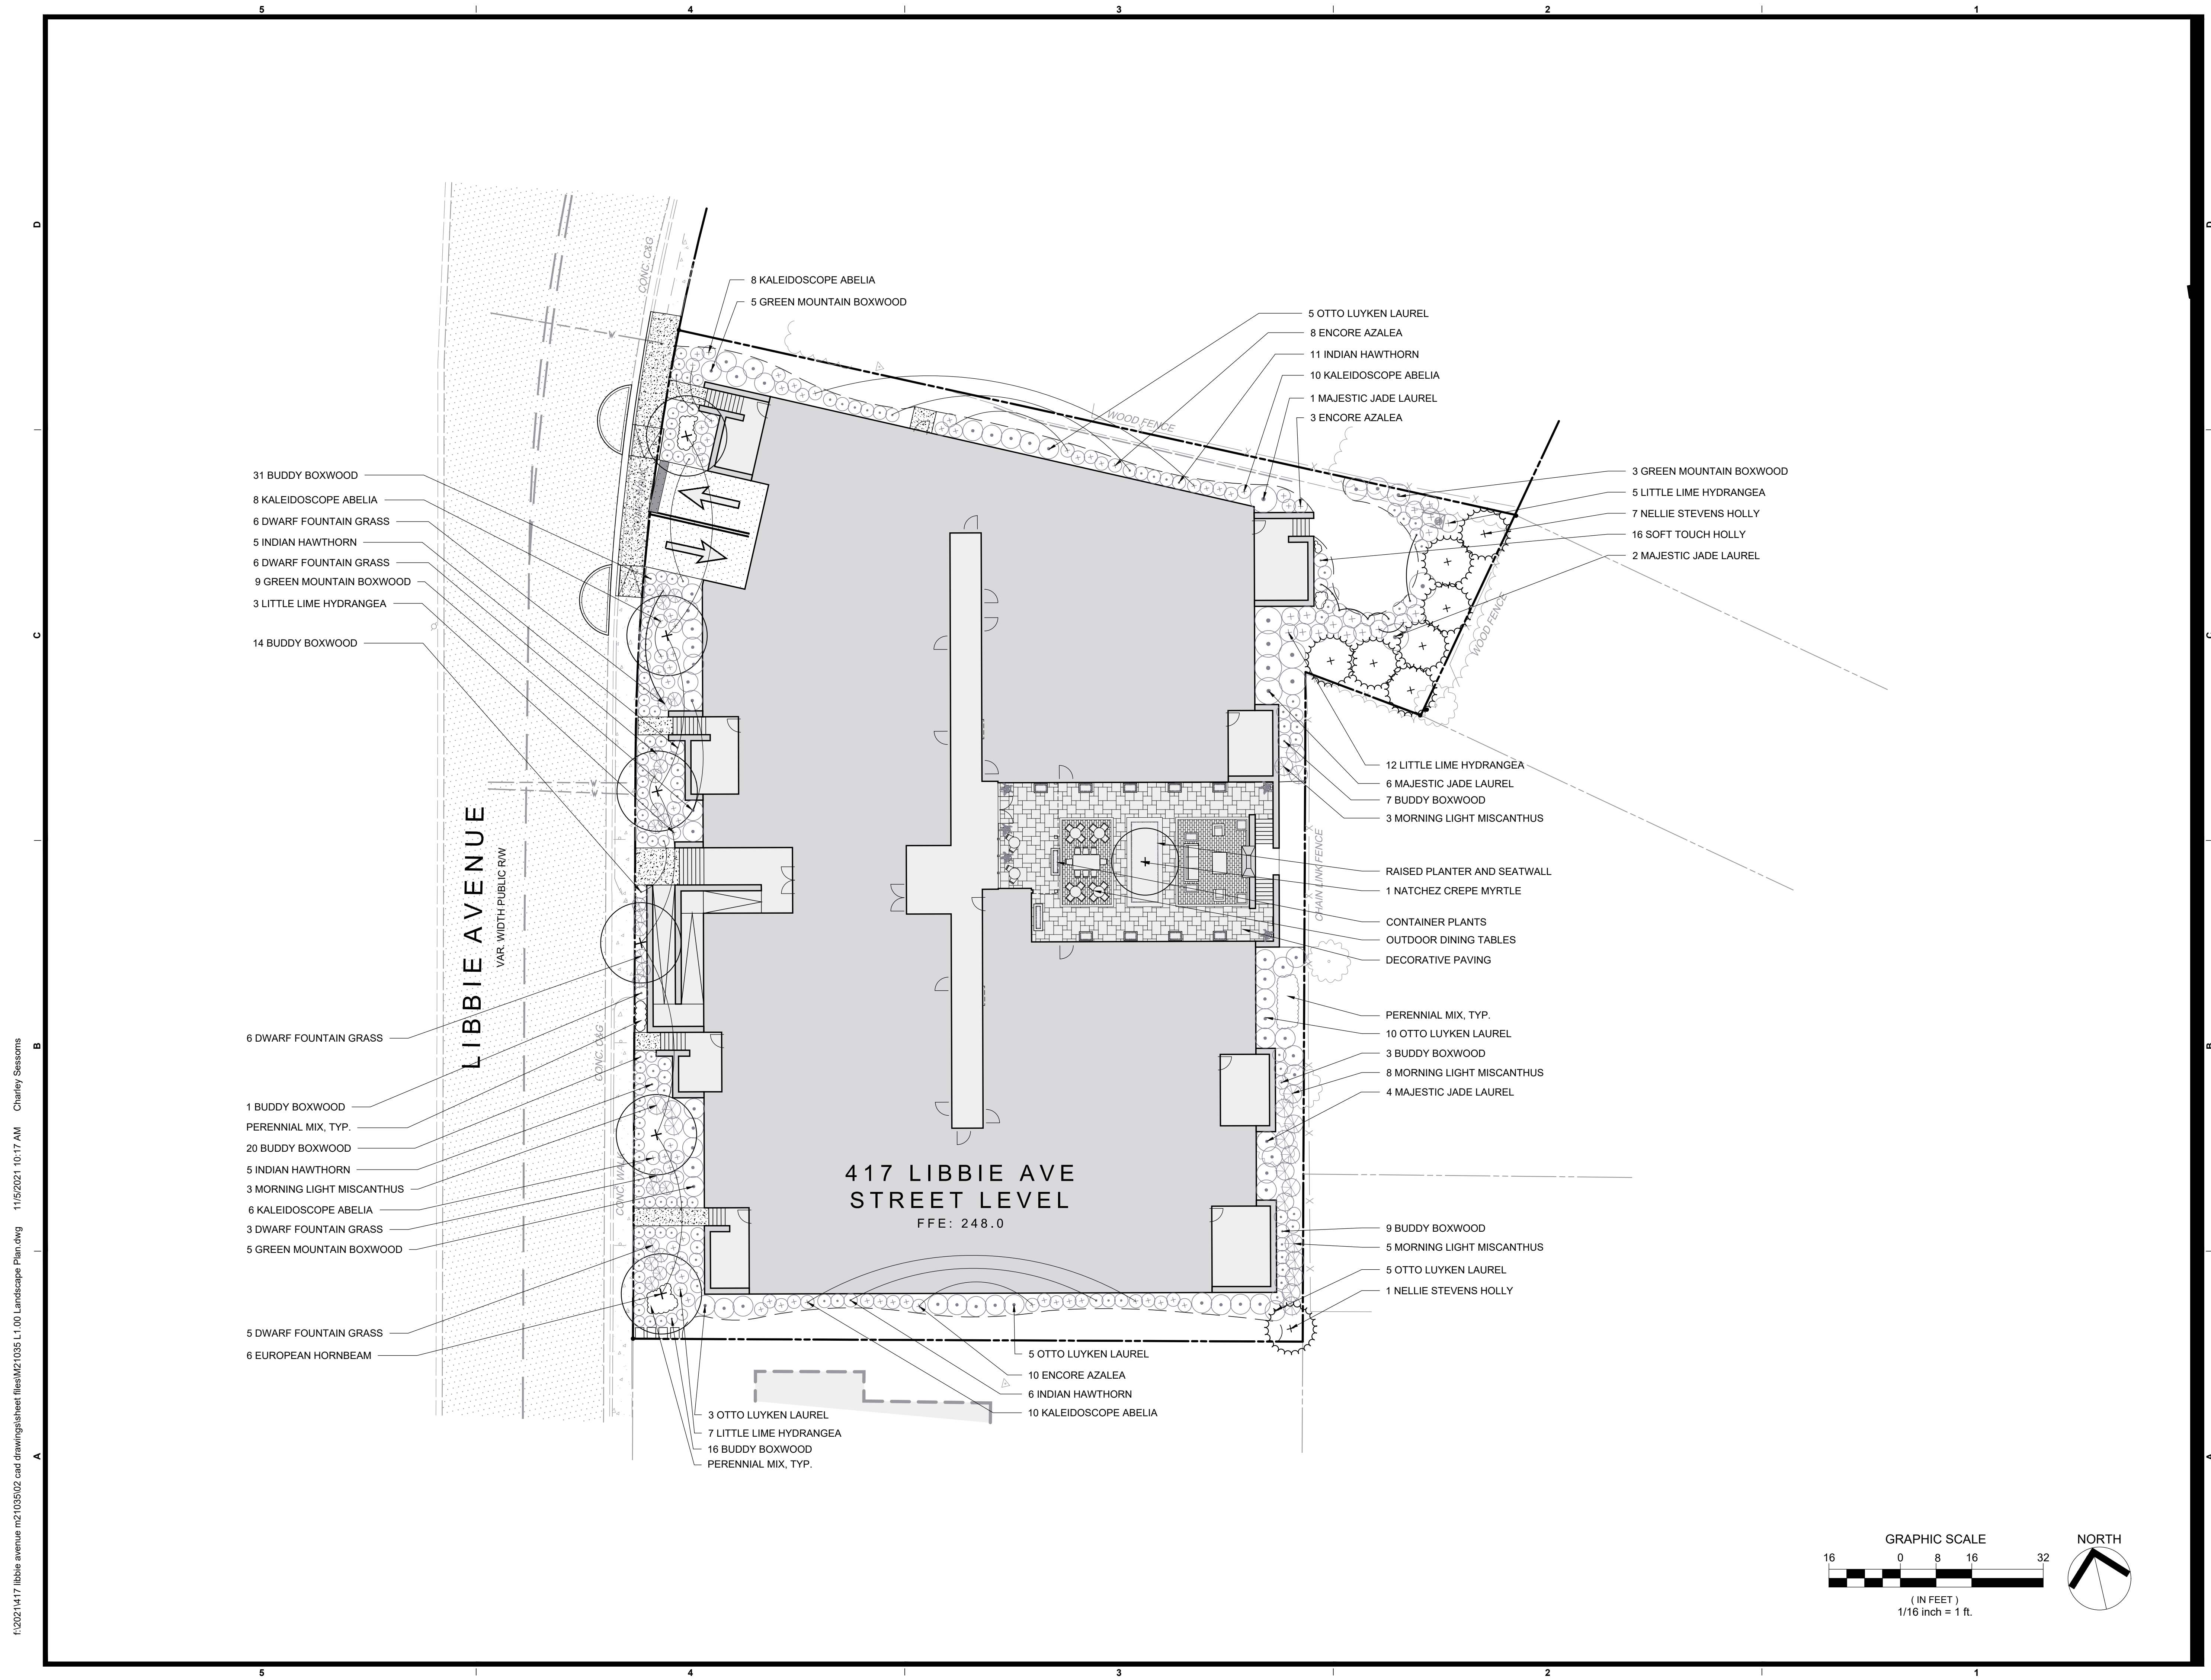 5
4
3
2
1
D
D
CONC. C&G
8 KALEIDOSCOPE ABELIA
5 GREEN MOUNTAIN BOXWOOD
W
5 OTTO LUYKEN LAUREL
8 ENCORE AZALEA
11 INDIAN HAWTHORN
10 KALEIDOSCOPE ABELIA
1 MAJESTIC JADE LAUREL
3 ENCORE AZALEA
WOOD FENCE
3 GREEN MOUNTAIN BOXWOOD
5 LITTLE LIME HYDRANGEA
7 NELLIE STEVENS HOLLY
16 SOFT TOUCH HOLLY
2 MAJESTIC JADE LAUREL
WOOD FENCE
31 BUDDY BOXWOOD
8 KALEIDOSCOPE ABELIA
6 DWARF FOUNTAIN GRASS
5 INDIAN HAWTHORN
6 DWARF FOUNTAIN GRASS
9 GREEN MOUNTAIN BOXWOOD
3 LITTLE LIME HYDRANGEA
14 BUDDY BOXWOOD
C
C
12 LITTLE LIME HYDRANGEA
6 MAJESTIC JADE LAUREL
7 BUDDY BOXWOOD
3 MORNING LIGHT MISCANTHUS
W
W
LIBBIE AVENUE
VAR. WIDTH PUBLIC R/W
CHAIN LINK FENCE
RAISED PLANTER AND SEATWALL
1 NATCHEZ CREPE MYRTLE
CONTAINER PLANTS
OUTDOOR DINING TABLES
DECORATIVE PAVING
PERENNIAL MIX, TYP.
10 OTTO LUYKEN LAUREL
3 BUDDY BOXWOOD
8 MORNING LIGHT MISCANTHUS
4 MAJESTIC JADE LAUREL
B
B
CONC. C&G
CONC. WALK
6 DWARF FOUNTAIN GRASS
1 BUDDY BOXWOOD
PERENNIAL MIX, TYP.
20 BUDDY BOXWOOD
5 INDIAN HAWTHORN
3 MORNING LIGHT MISCANTHUS
6 KALEIDOSCOPE ABELIA
3 DWARF FOUNTAIN GRASS
5 GREEN MOUNTAIN BOXWOOD
5 DWARF FOUNTAIN GRASS
6 EUROPEAN HORNBEAM
417 LIBBIE AVE
STREET LEVEL
FFE: 248.0
9 BUDDY BOXWOOD
5 MORNING LIGHT MISCANTHUS
5 OTTO LUYKEN LAUREL
1 NELLIE STEVENS HOLLY
5 OTTO LUYKEN LAUREL
10 ENCORE AZALEA
6 INDIAN HAWTHORN
10 KALEIDOSCOPE ABELIA
3 OTTO LUYKEN LAUREL
7 LITTLE LIME HYDRANGEA
16 BUDDY BOXWOOD
PERENNIAL MIX, TYP.
A
A
GRAPHIC SCALE
16 0 8 16 32
( IN FEET )
1/16 inch = 1 ft.
NORTH
f:\2021\417 libbie avenue m21035\02 cad drawings\sheet files\M21035 L1.00 Landscape Plan.dwg 11/5/2021 10:17 AM Charley Sessoms
5
4
3
2
1